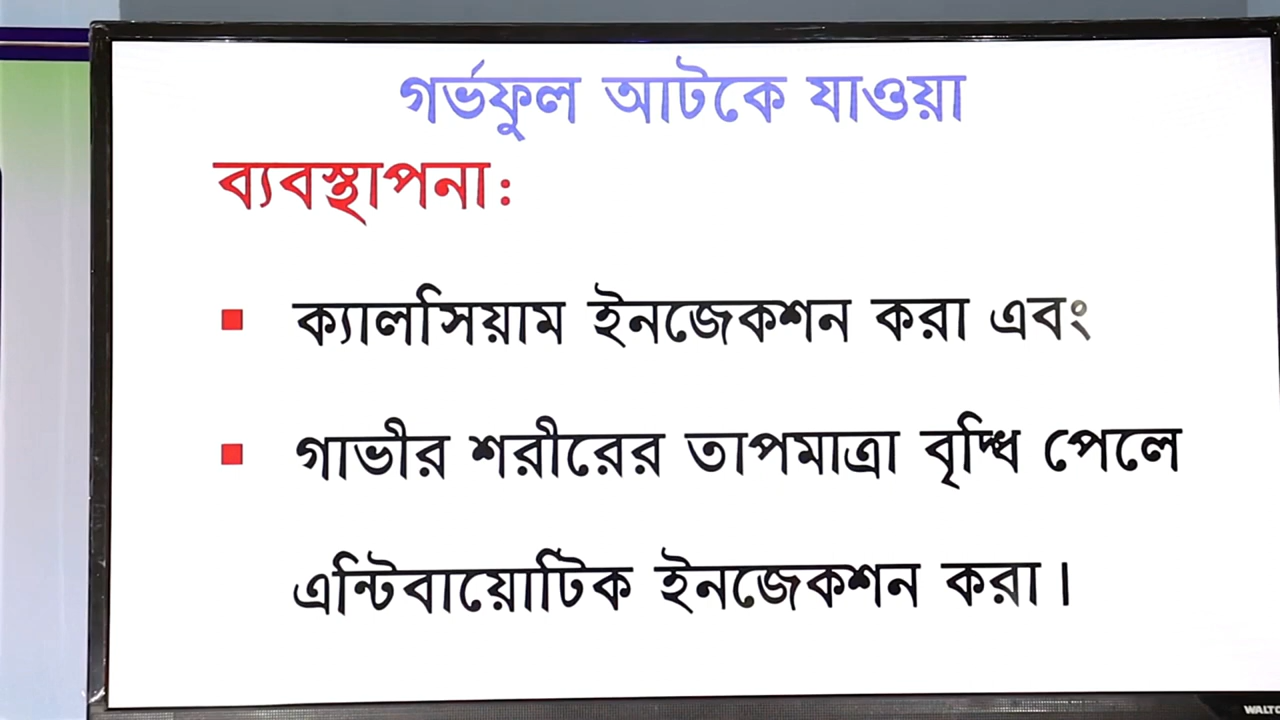 গর্ভফুল আটকে যাওয়া
ব্যবস্থাপনা:
▪ ক্যালসিয়াম ইনজেকশন করা এবং
▪ গাভীর শরীরের তাপমাত্রা বৃদ্ধি পেলে
এন্টিবায়োটিক ইনজেকশন করা।